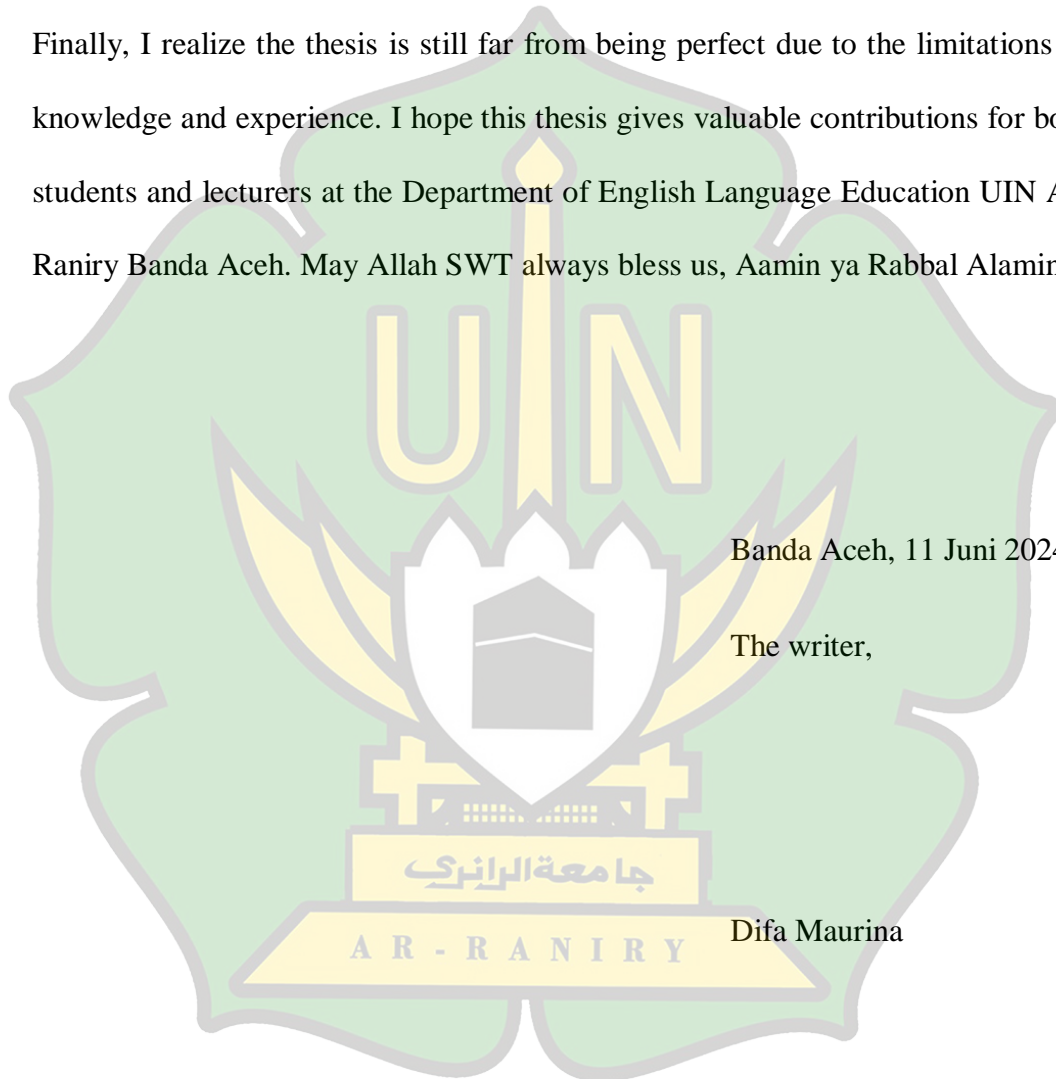 Finally, I realize the thesis is still far from being perfect due to the limitations
knowledge and experience. I hope this thesis gives valuable contributions for bo
students and lecturers at the Department of English Language Education UIN A
Raniry Banda Aceh. May Allah SWT always bless us, Aamin ya Rabbal Alamin
UIN
Banda Aceh, 11 Juni 2024
The writer,
جامعةالرانري
Difa Maurina
AR-RANIRY